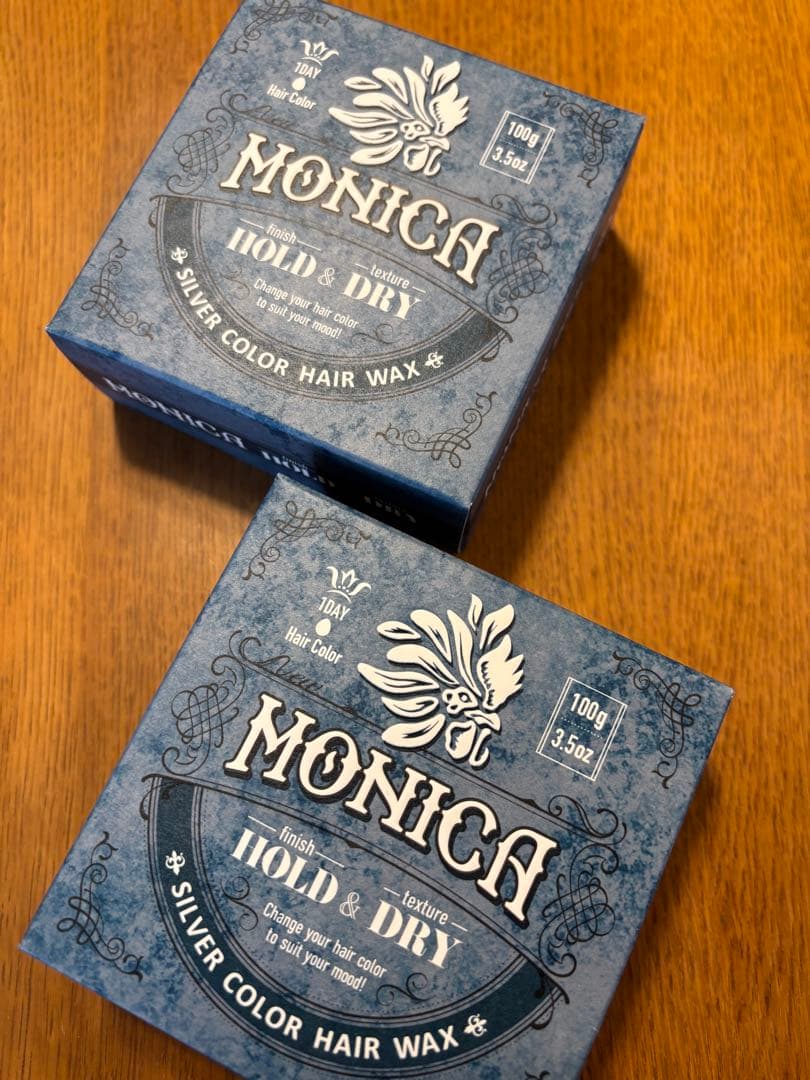 1DAY
Hair Color
100g
3.5oz
MONICA
finish
texture
HOLD & DRY
Change your hair color
to suit your mood!
SILVER COLOR HAIR WAX
MONICA HOLD DRY
1DAY
Hair Color
100g
3.5oz
MONICA
finish
texture
HOLD & DRY
Change your hair color
to suit your mood!
SILVER COLOR HAIR WAX